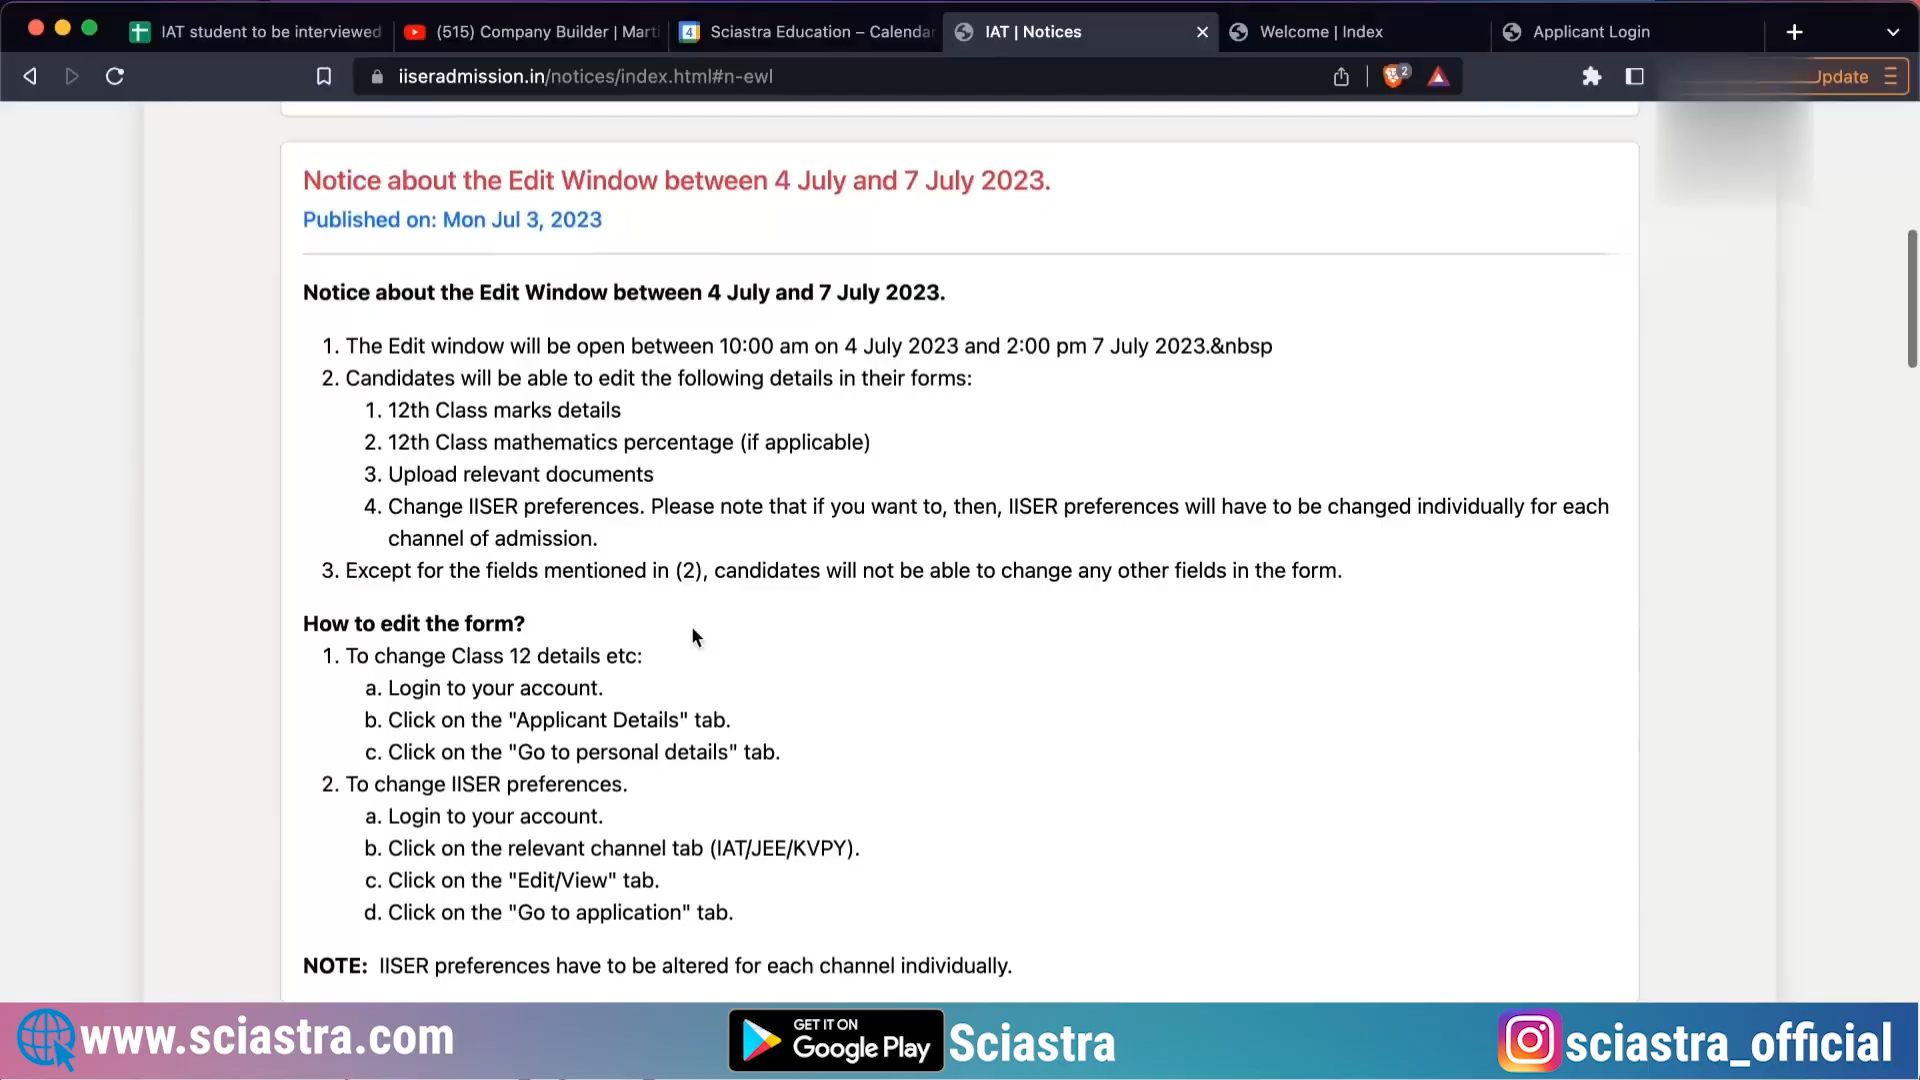 IAT student to be interviewed
(515) Company Builder | Marti
4 Sciastra Education – Calendar
IAT | Notices
Welcome | Index
Applicant Login
iiseradmission.in/notices/index.html#n-ewl
2
Update
Notice about the Edit Window between 4 July and 7 July 2023.
Published on: Mon Jul 3, 2023
Notice about the Edit Window between 4 July and 7 July 2023.
1. The Edit window will be open between 10:00 am on 4 July 2023 and 2:00 pm 7 July 2023.&nbsp
2. Candidates will be able to edit the following details in their forms:
1. 12th Class marks details
2. 12th Class mathematics percentage (if applicable)
3. Upload relevant documents
4. Change IISER preferences. Please note that if you want to, then, IISER preferences will have to be changed individually for each
channel of admission.
3. Except for the fields mentioned in (2), candidates will not be able to change any other fields in the form.
How to edit the form?
1. To change Class 12 details etc:
a. Login to your account.
b. Click on the "Applicant Details" tab.
c. Click on the "Go to personal details" tab.
2. To change IISER preferences.
a. Login to your account.
b. Click on the relevant channel tab (IAT/JEE/KVPY).
c. Click on the "Edit/View" tab.
d. Click on the "Go to application" tab.
NOTE: IISER preferences have to be altered for each channel individually.
www.sciastra.com
GET IT ON
Google Play
Sciastra
sciastra_official